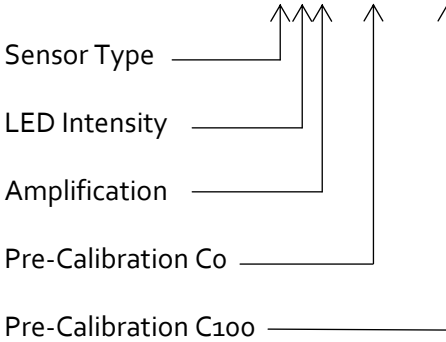 Sensor Type
LED Intensity
Amplification
Pre-Calibration C0
Pre-Calibration C100